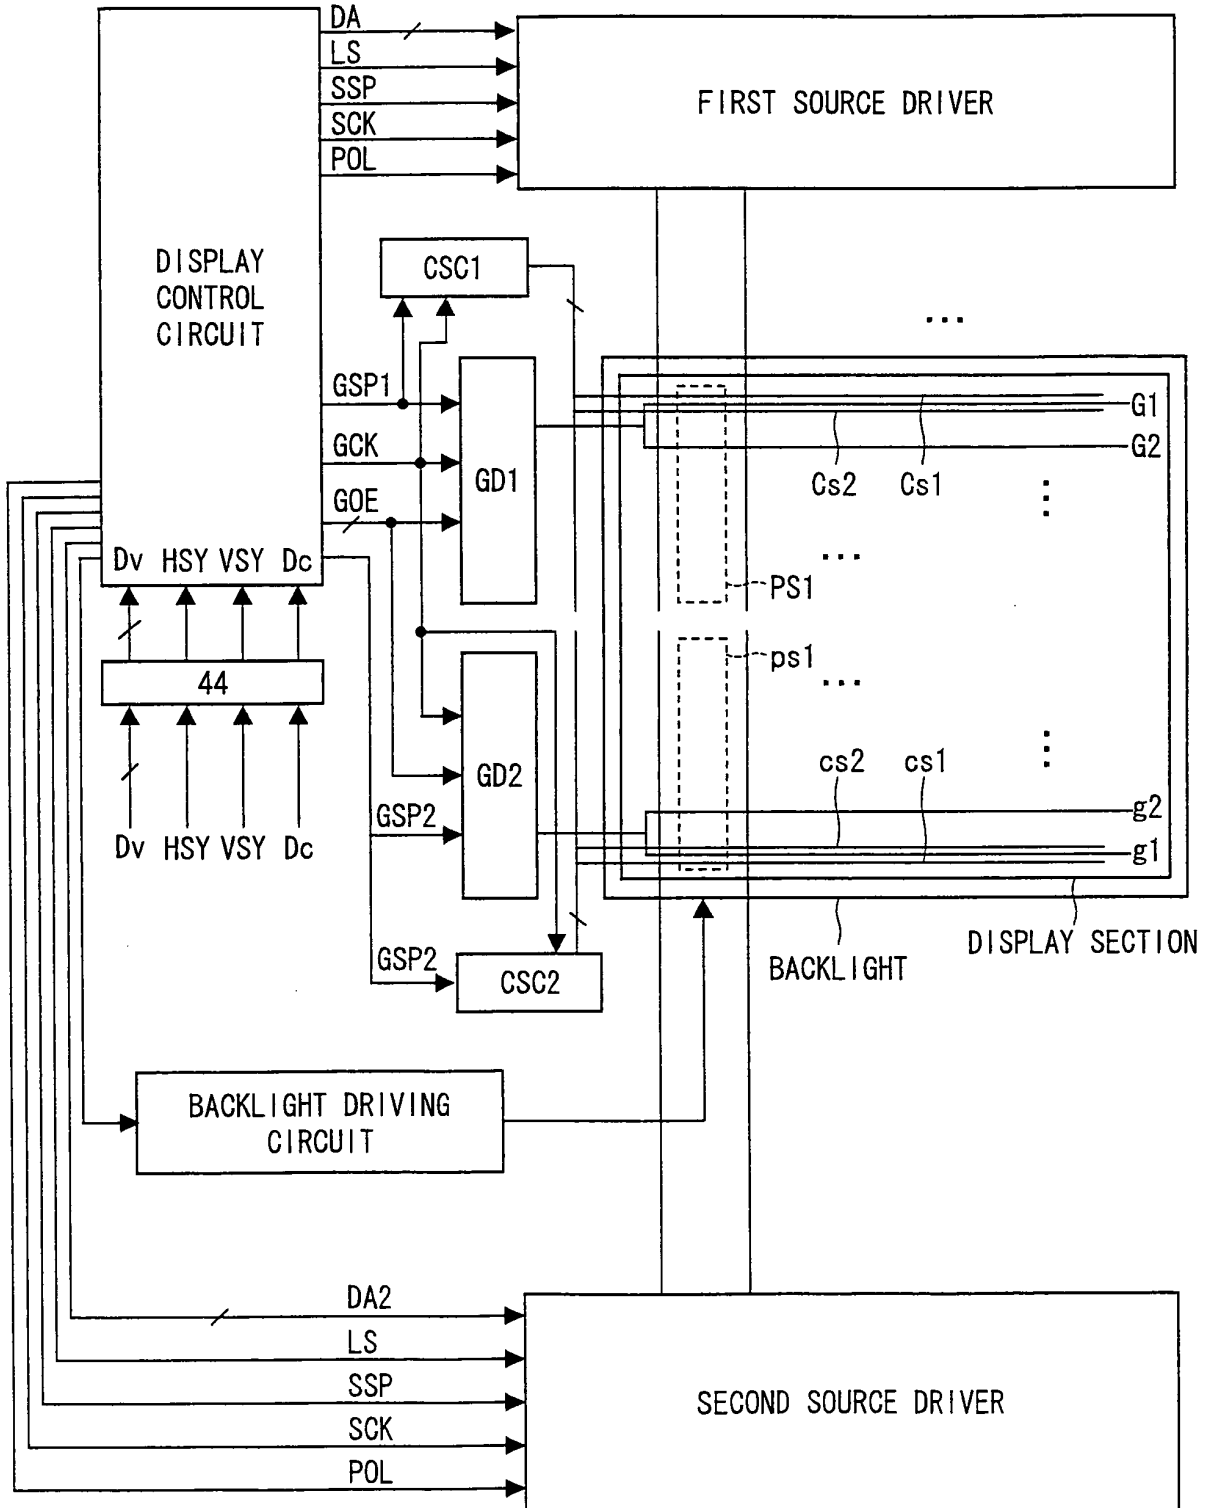 DA
LS
SSP
SCK
POL
FIRST SOURCE DRIVER
DISPLAY
CONTROL
CIRCUIT
CSC1
...
GSP1
GCK
GOE
GD1
G1
G2
Cs2
Cs1
...
...
PS1
Dv HSY VSY Dc
44
ps1
...
...
GD2
cs2
cs1
g2
g1
Dv HSY VSY Dc
GSP2
GSP2
CSC2
DISPLAY SECTION
BACKLIGHT
BACKLIGHT DRIVING
CIRCUIT
DA2
LS
SSP
SCK
POL
SECOND SOURCE DRIVER